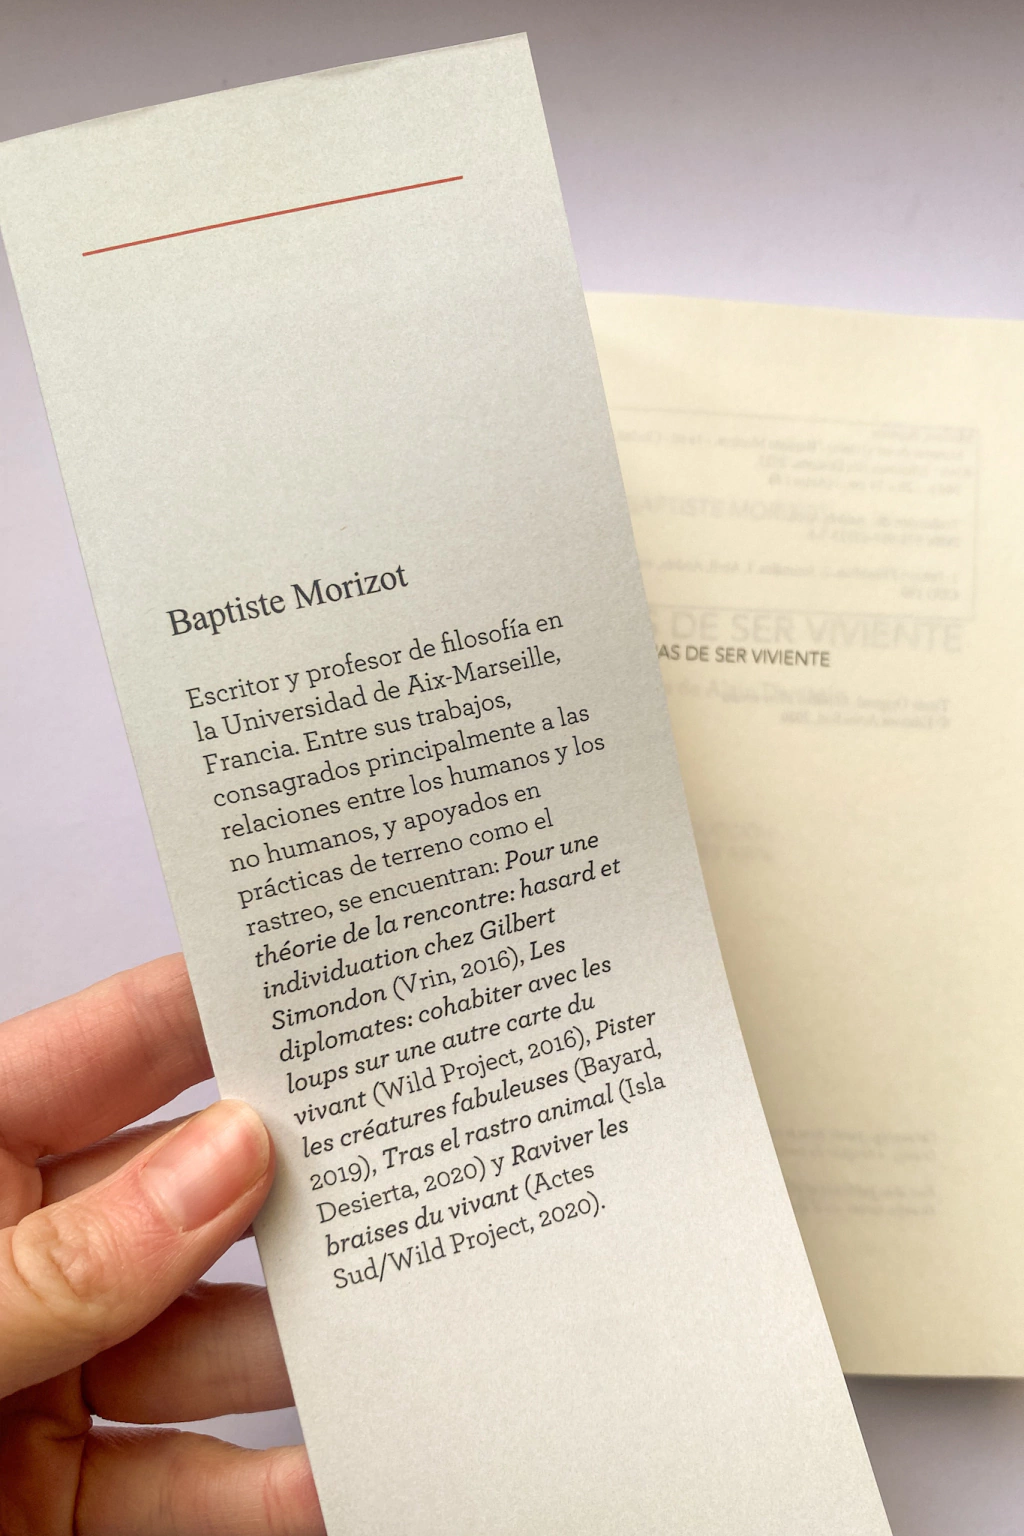 Baptiste Morizot
Escritor y profesor de filosofía en
la Universidad de Aix-Marseille,
Francia. Entre sus trabajos,
consagrados principalmente a las
relaciones entre los humanos y los
no humanos, y apoyados en
prácticas de terreno como el
rastreo, se encuentran: Pour une
théorie de la rencontre: hasard et
individuation chez Gilbert
Simondon (Vrin, 2016), Les
diplomates: cohabiter avec les
loups sur une autre carte du
vivant (Wild Project, 2016), Pister
les créatures fabuleuses (Bayard,
2019), Tras el rastro animal (Isla
Desierta, 2020) y Raviver les
braises du vivant (Actes
Sud/Wild Project, 2020).
BAPTISTE
DE SER VIVIENTE
DE SER VIVIENTE